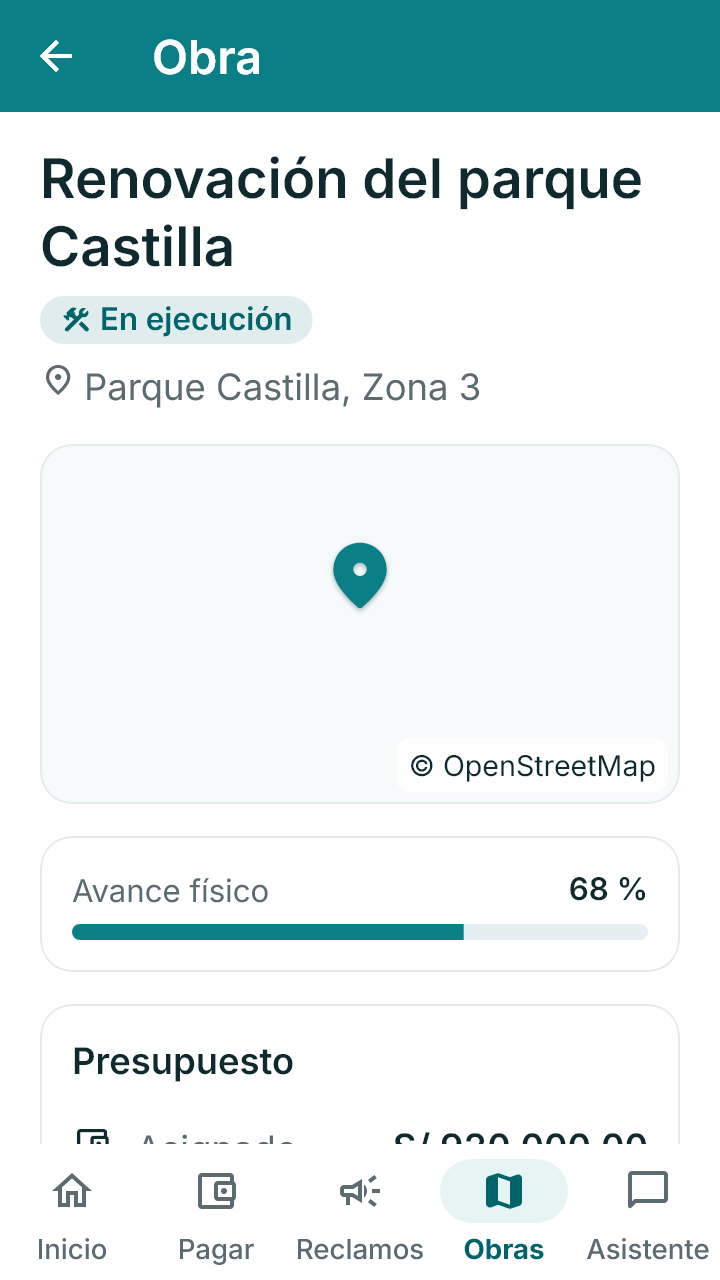 Obra
Renovación del parque
Castilla
En ejecución
Parque Castilla, Zona 3
© OpenStreetMap
Avance físico 68 %
Presupuesto
Asignado
Inicio Pagar Reclamos Obras Asistente